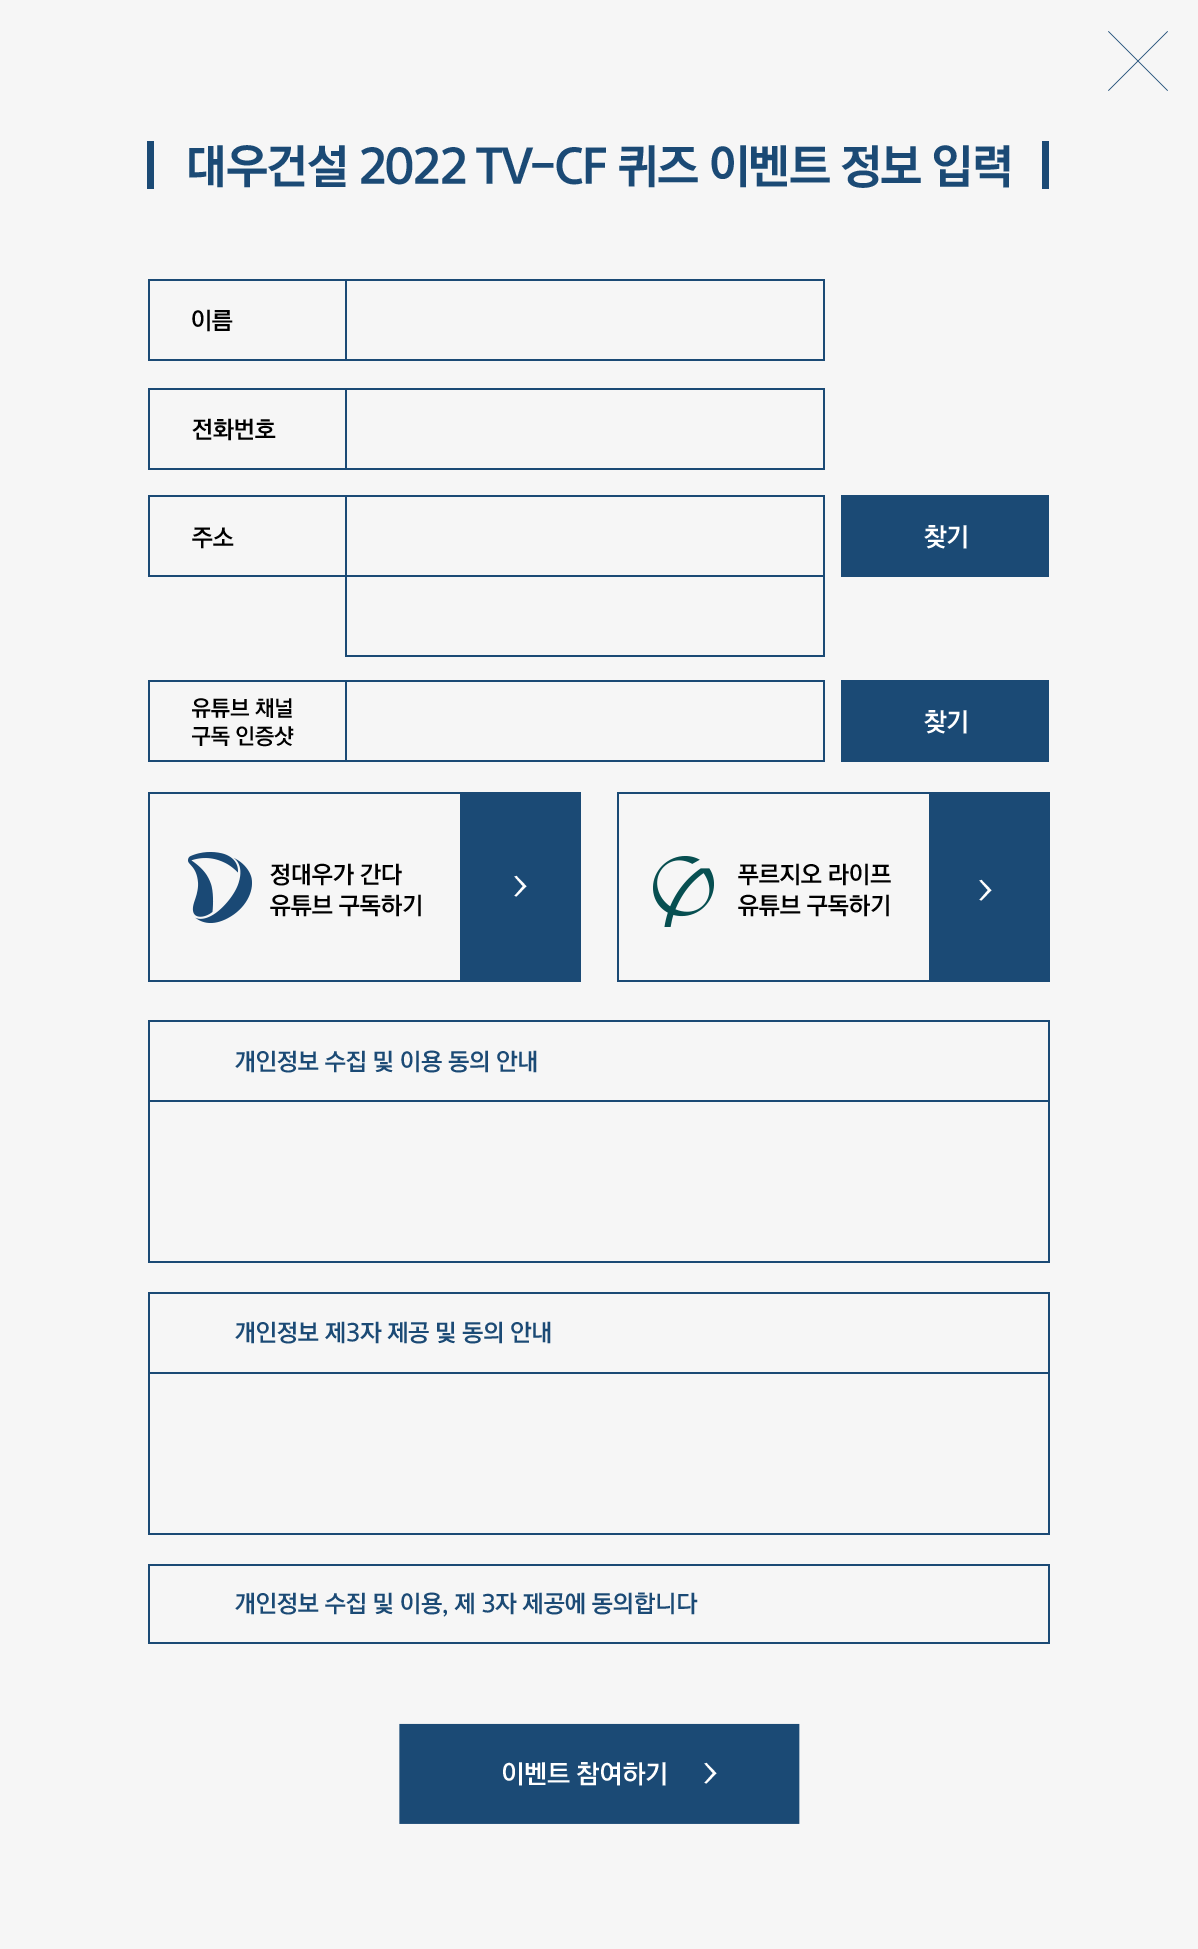 대우건설 2022 TV-CF 퀴즈 이벤트 정보 입력
이름
전화번호
주소
찾기
유튜브 채널
구독 인증샷
찾기
정대우가 간다
유튜브 구독하기
푸르지오 라이프
유튜브 구독하기
개인정보 수집 및 이용 동의 안내
개인정보 제3자 제공 및 동의 안내
개인정보 수집 및 이용, 제 3자 제공에 동의합니다
이벤트 참여하기